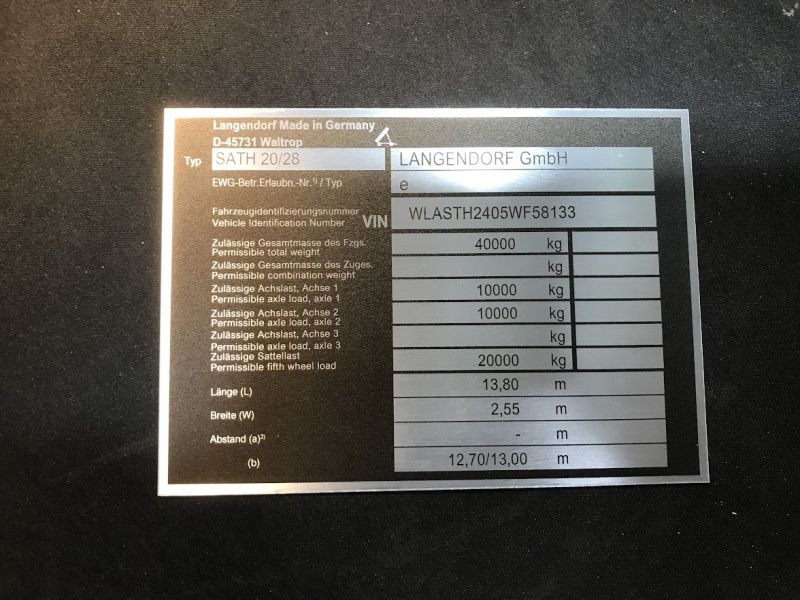 Langendorf Made in Germany
D-45731 Waltrop
Typ SATH 20/28 LANGENDORF GmbH
EWG-Betr.Erlaubn.-Nr.¹⁾ / Typ e
Fahrzeugidentifizierungsnummer
Vehicle Identification Number VIN WLASTH2405WF58133
Zulässige Gesamtmasse des Fzgs.
Permissible total weight 40000 kg
Zulässige Gesamtmasse des Zuges.
Permissible combination weight kg
Zulässige Achslast, Achse 1
Permissible axle load, axle 1 10000 kg
Zulässige Achslast, Achse 2
Permissible axle load, axle 2 10000 kg
Zulässige Achslast, Achse 3
Permissible axle load, axle 3 kg
Zulässige Sattellast
Permissible fifth wheel load 20000 kg
Länge (L) 13,80 m
Breite (W) 2,55 m
Abstand (a)²⁾ - m
(b) 12,70/13,00 m